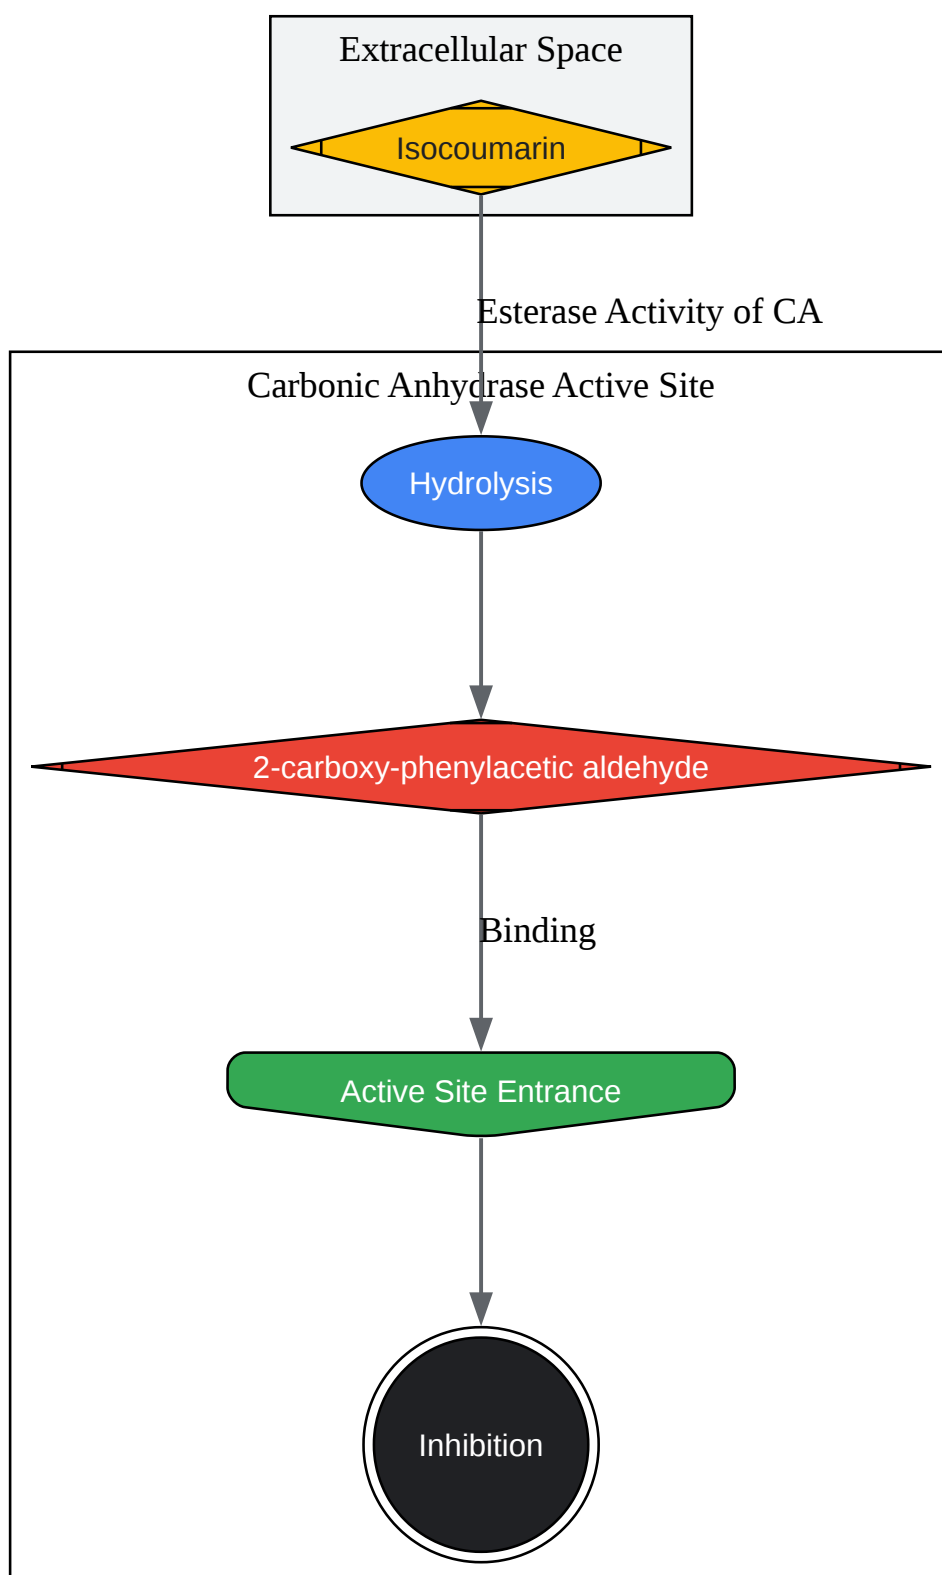 Extracellular Space
Isocoumarin
Esterase Activity of CA
Carbonic Anhydrase Active Site
Hydrolysis
2-carboxy-phenylacetic aldehyde
Binding
Active Site Entrance
Inhibition